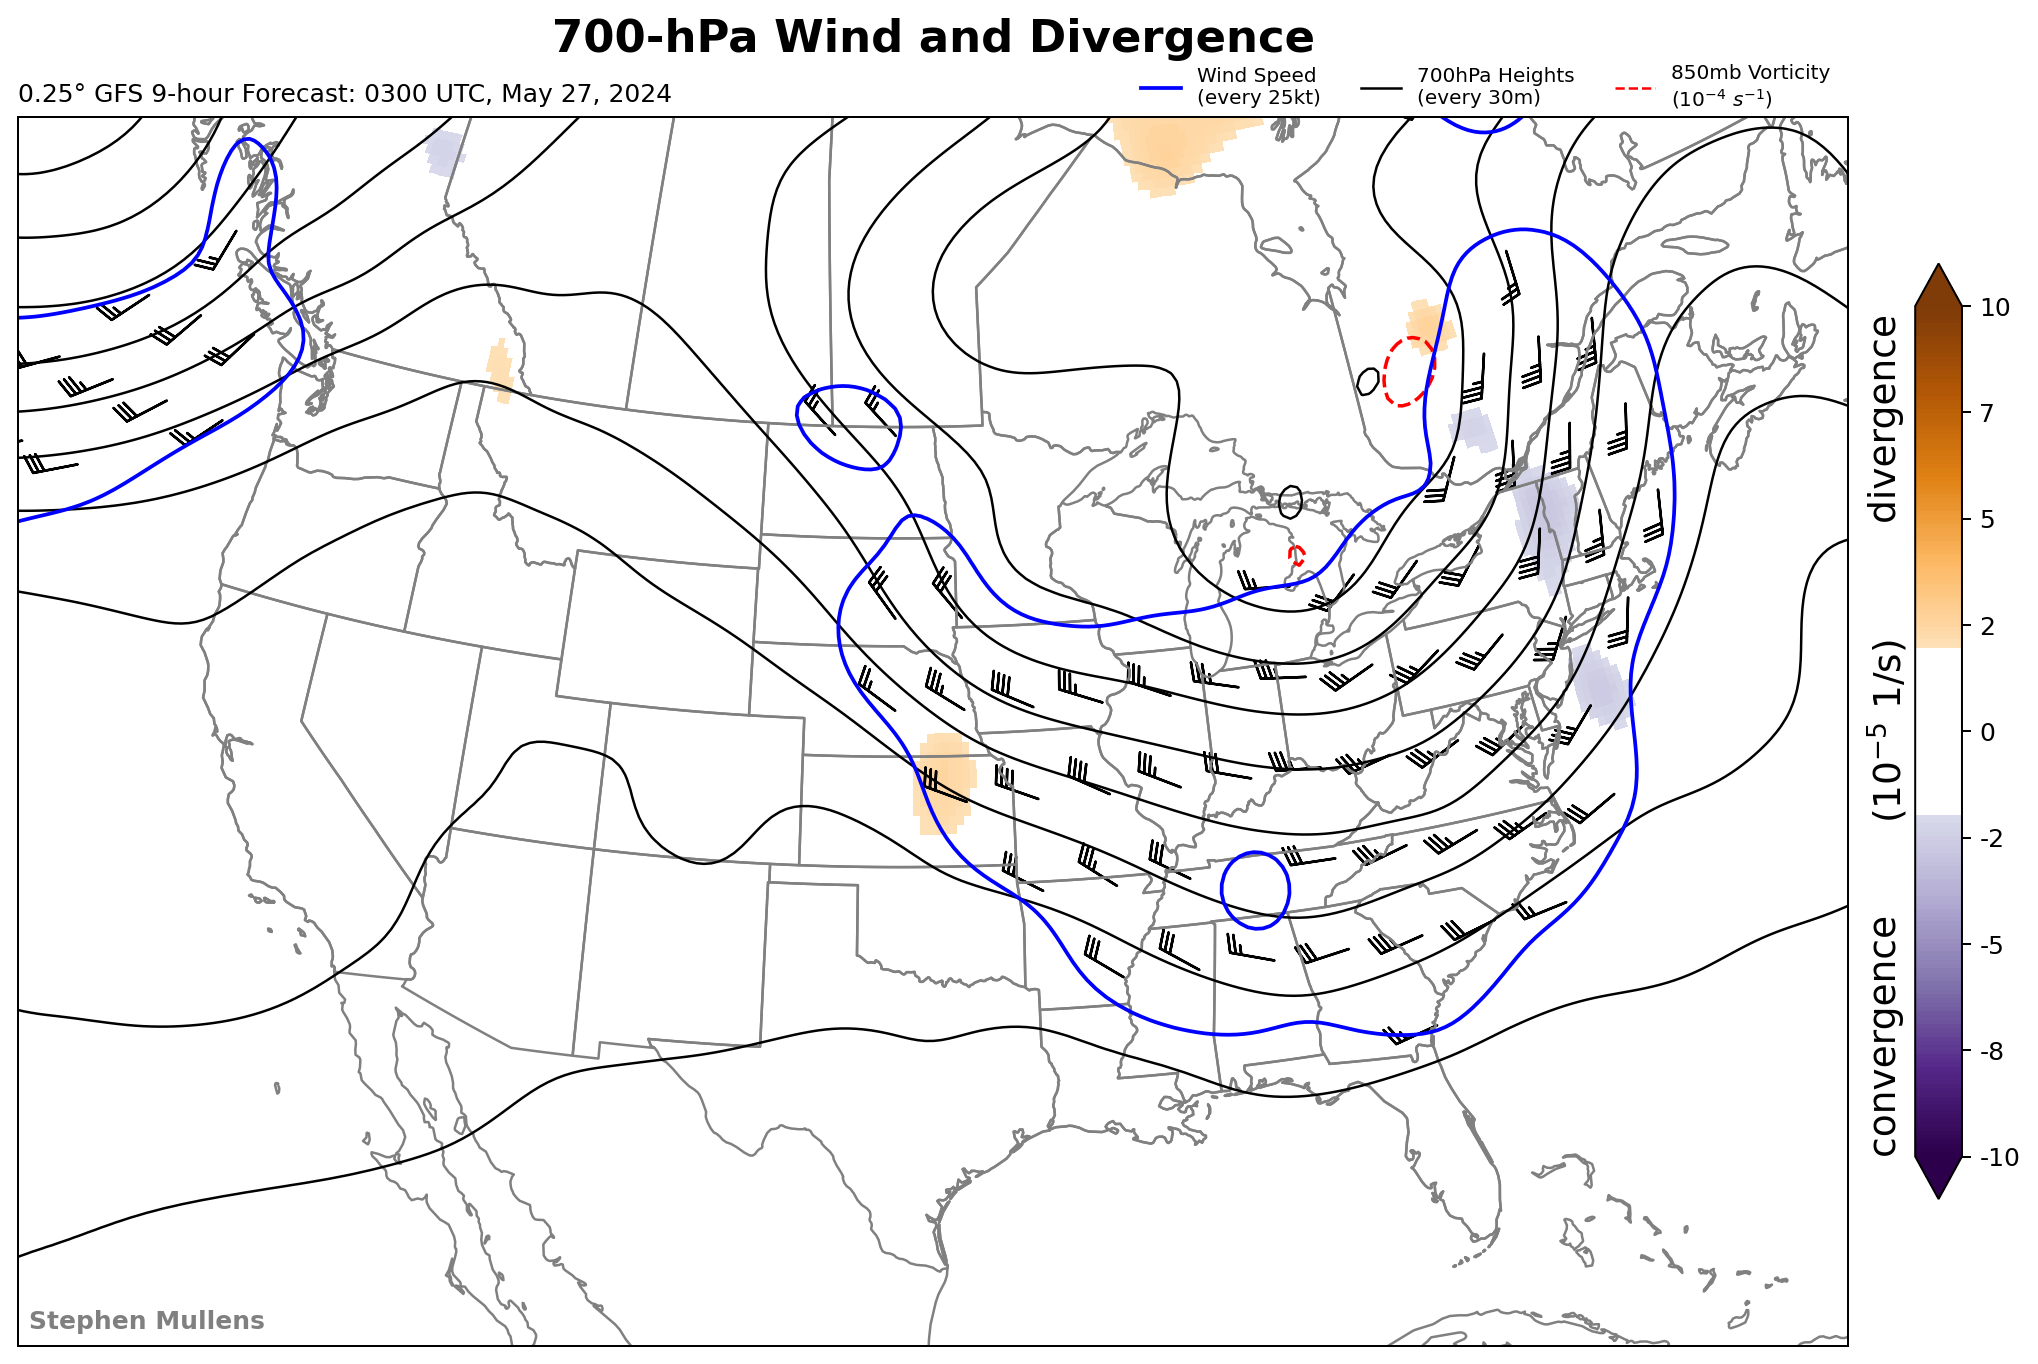 700-hPa Wind and Divergence
0.25° GFS 9-hour Forecast: 0300 UTC, May 27, 2024
Wind Speed
(every 25kt)
700hPa Heights
(every 30m)
850mb Vorticity
(10⁻⁴ s⁻¹)
10
7
5
2
0
-2
-5
-8
-10
convergence (10⁻⁵ 1/s) divergence
Stephen Mullens